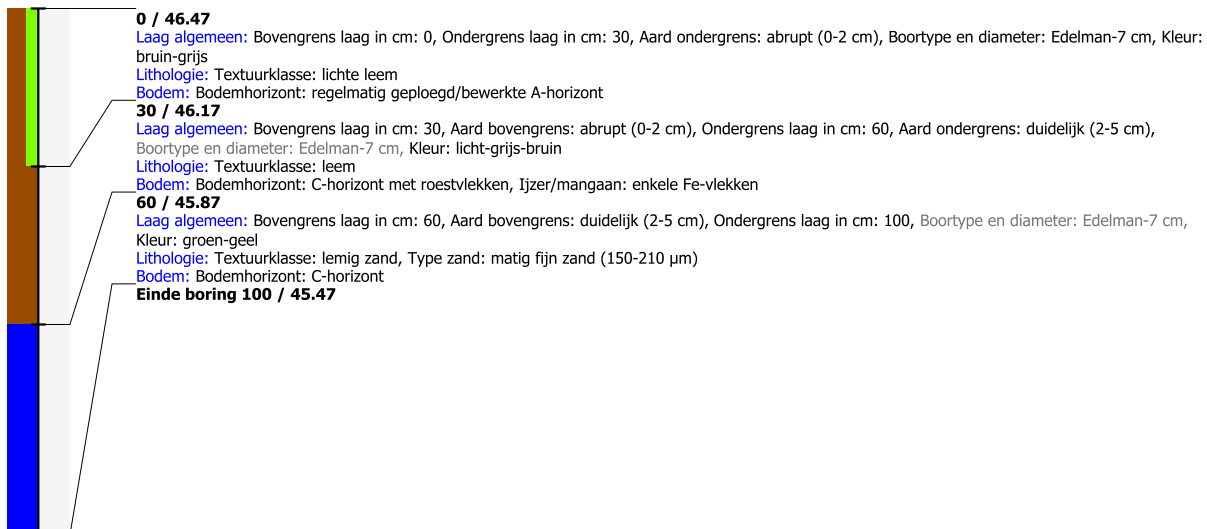 0 / 46.47
Laag algemeen: Bovengrens laag in cm: 0, Ondergrens laag in cm: 30, Aard ondergrens: abrupt (0-2 cm), Boortype en diameter: Edelman-7 cm, Kleur:
bruin-grijs
Lithologie: Textuurklasse: lichte leem
Bodem: Bodemhorizont: regelmatig geploegd/bewerkte A-horizont
30 / 46.17
Laag algemeen: Bovengrens laag in cm: 30, Aard bovengrens: abrupt (0-2 cm), Ondergrens laag in cm: 60, Aard ondergrens: duidelijk (2-5 cm),
Boortype en diameter: Edelman-7 cm, Kleur: licht-grijs-bruin
Lithologie: Textuurklasse: leem
Bodem: Bodemhorizont: C-horizont met roestvlekken, Ijzer/mangaan: enkele Fe-vlekken
60 / 45.87
Laag algemeen: Bovengrens laag in cm: 60, Aard bovengrens: duidelijk (2-5 cm), Ondergrens laag in cm: 100, Boortype en diameter: Edelman-7 cm,
Kleur: groen-geel
Lithologie: Textuurklasse: lemig zand, Type zand: matig fijn zand (150-210 µm)
Bodem: Bodemhorizont: C-horizont
Einde boring 100 / 45.47